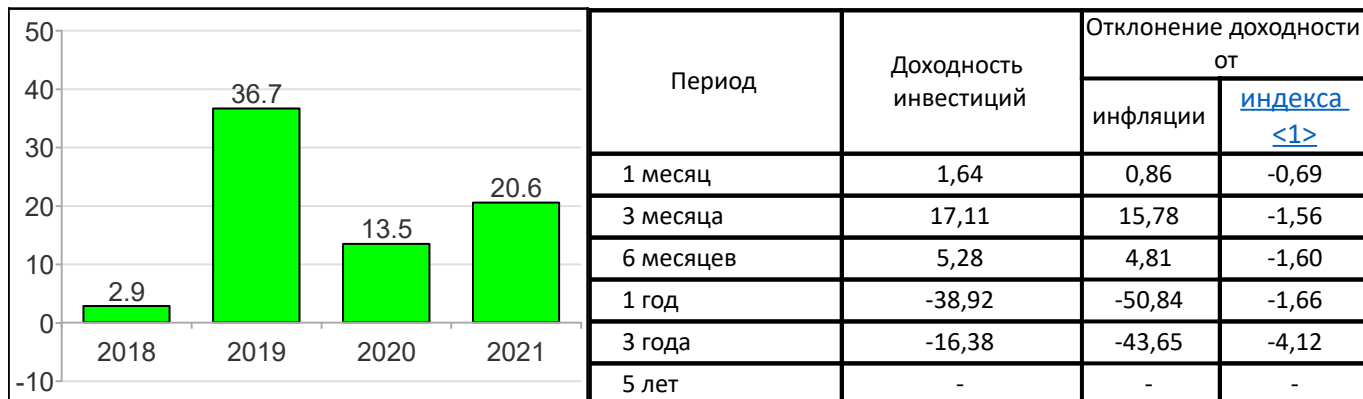 50
40
30
20
10
0
-10
2.9
36.7
13.5
20.6
2018 2019 2020 2021
Период
Доходность
инвестиций
Отклонение доходности
от
инфляции
индекса
<1>
1 месяц 1,64 0,86 -0,69
3 месяца 17,11 15,78 -1,56
6 месяцев 5,28 4,81 -1,60
1 год -38,92 -50,84 -1,66
3 года -16,38 -43,65 -4,12
5 лет - - -